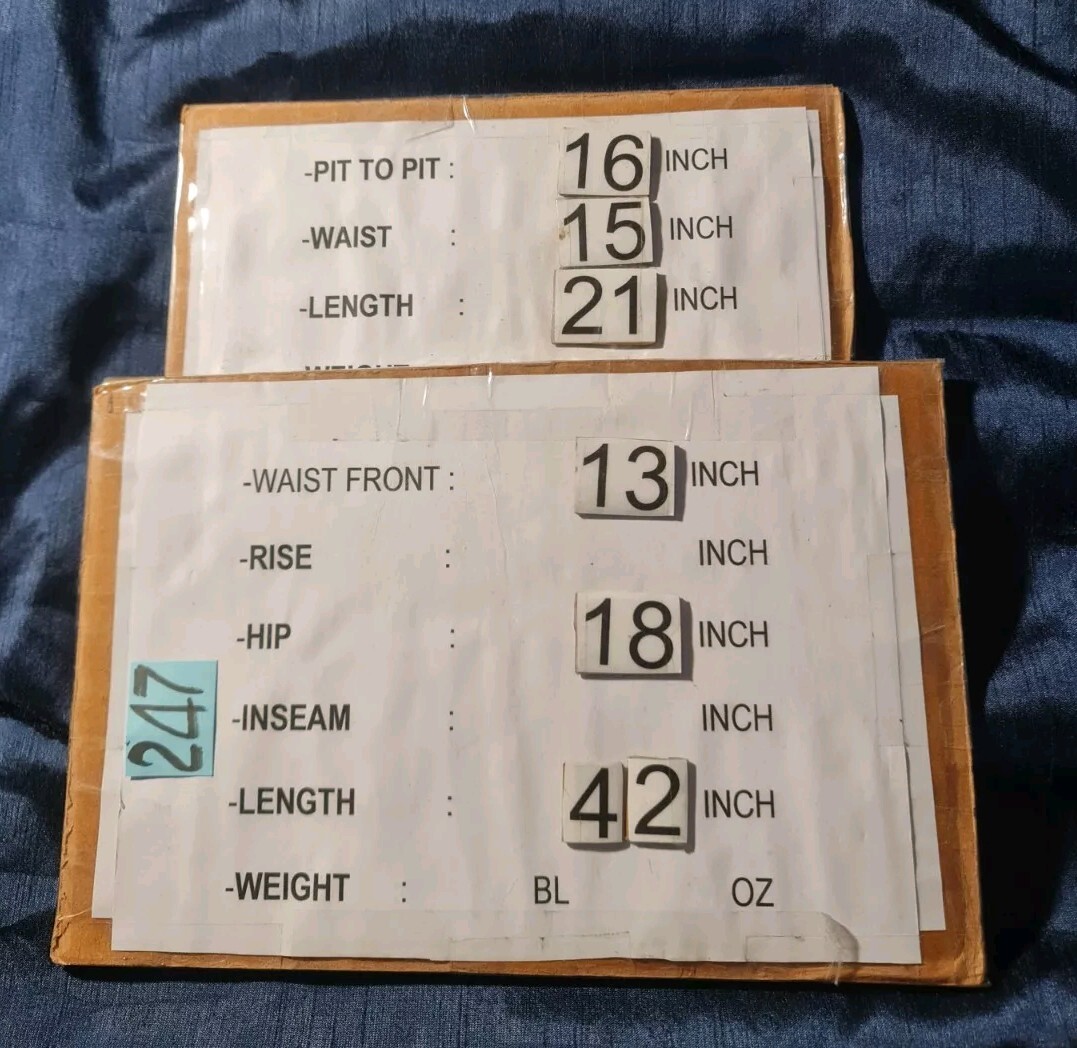 -PIT TO PIT : 16 INCH
-WAIST : 15 INCH
-LENGTH : 21 INCH
WEIGHT
-WAIST FRONT : 13 INCH
-RISE : INCH
-HIP : 18 INCH
247
-INSEAM : INCH
-LENGTH : 42 INCH
-WEIGHT : BL OZ